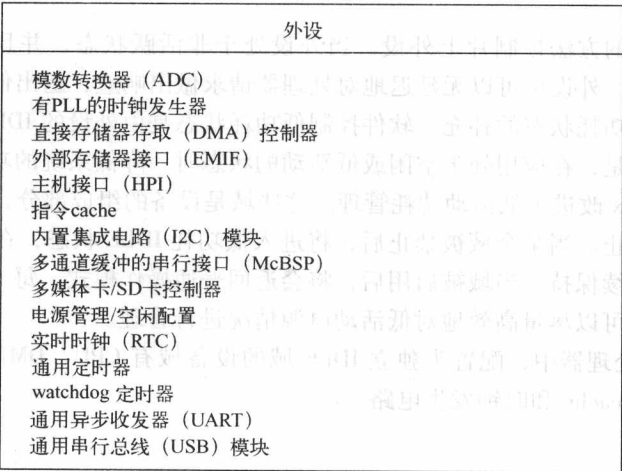 外设
模数转换器（ADC）
有PLL的时钟发生器
直接存储器存取（DMA）控制器
外部存储器接口（EMIF）
主机接口（HPI）
指令cache
内置集成电路（I2C）模块
多通道缓冲的串行接口（McBSP）
多媒体卡/SD卡控制器
电源管理/空闲配置
实时时钟（RTC）
通用定时器
watchdog 定时器
通用异步收发器（UART）
通用串行总线（USB）模块